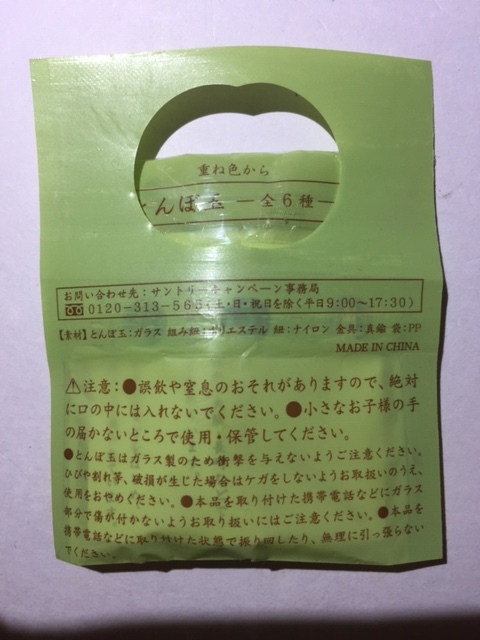 重ね色から
とんぼ玉 ―全6種―
お問い合わせ先：サントリーキャンペーン事務局
0120-313-566(土・日・祝日を除く平日9:00〜17:30)
【素材】とんぼ玉：ガラス 組み紐：ポリエステル 紐：ナイロン 金具：真鍮 袋：PP
MADE IN CHINA
⚠注意：●誤飲や窒息のおそれがありますので、絶対
に口の中には入れないでください。●小さなお子様の手
の届かないところで使用・保管してください。
●とんぼ玉はガラス製のため衝撃を与えないようご注意ください。
ひびや割れ等、破損が生じた場合はケガをしないようお取扱いのうえ、
使用をおやめください。●本品を取り付けた携帯電話などにガラス
部分で傷が付かないようお取り扱いにはご注意ください。●本品を
携帯電話などに取り付けた状態で振り回したり、無理に引っ張らない
でください。